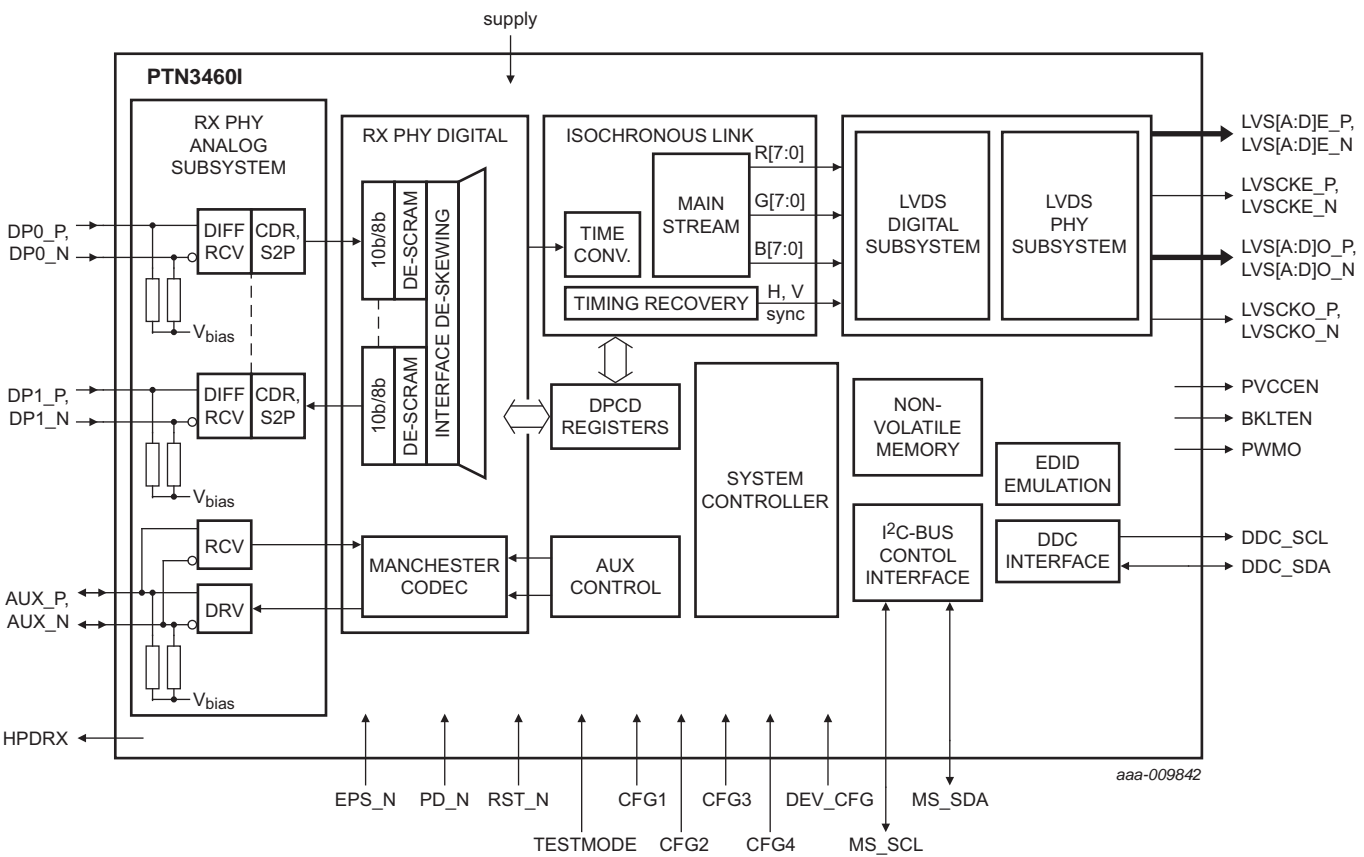 supply
PTN3460I
RX PHY
ANALOG
SUBSYSTEM
DP0_P,
DP0_N
DIFF
RCV
CDR,
S2P
Vbias
DP1_P,
DP1_N
DIFF
RCV
CDR,
S2P
Vbias
RCV
AUX_P,
AUX_N
DRV
Vbias
HPDRX
RX PHY DIGITAL
10b/8b
DE-SCRAM
10b/8b
DE-SCRAM
INTERFACE DE-SKEWING
MANCHESTER
CODEC
ISOCHRONOUS LINK
TIME
CONV.
MAIN
STREAM
TIMING RECOVERY
R[7:0]
G[7:0]
B[7:0]
H, V
sync
DPCD
REGISTERS
AUX
CONTROL
SYSTEM
CONTROLLER
LVDS
DIGITAL
SUBSYSTEM
LVDS
PHY
SUBSYSTEM
NON-
VOLATILE
MEMORY
EDID
EMULATION
I2C-BUS
CONTOL
INTERFACE
DDC
INTERFACE
LVS[A:D]E_P,
LVS[A:D]E_N
LVSCKE_P,
LVSCKE_N
LVS[A:D]O_P,
LVS[A:D]O_N
LVSCKO_P,
LVSCKO_N
PVCCEN
BKLTEN
PWMO
DDC_SCL
DDC_SDA
EPS_N
PD_N
RST_N
TESTMODE
CFG1
CFG2
CFG3
CFG4
DEV_CFG
MS_SCL
MS_SDA
aaa-009842